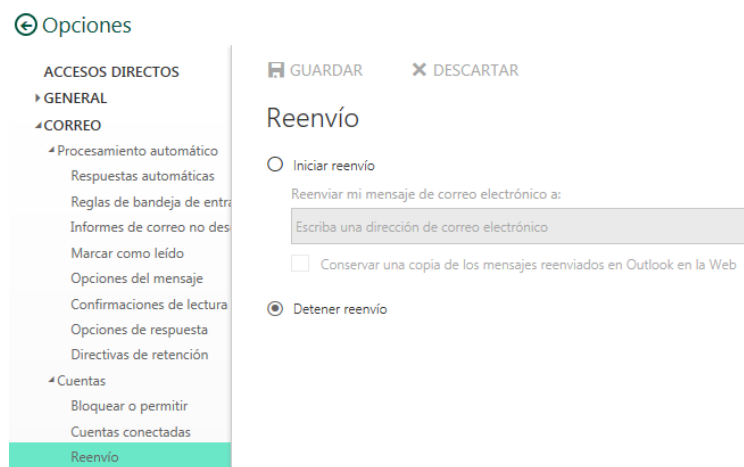 Opciones
ACCESOS DIRECTOS
GENERAL
CORREO
Procesamiento automático
Respuestas automáticas
Reglas de bandeja de entra
Informes de correo no des
Marcar como leído
Opciones del mensaje
Confirmaciones de lectura
Opciones de respuesta
Directivas de retención
Cuentas
Bloquear o permitir
Cuentas conectadas
Reenvío
GUARDAR DESCARTAR
Reenvío
Iniciar reenvío
Reenviar mi mensaje de correo electrónico a:
Escriba una dirección de correo electrónico
Conservar una copia de los mensajes reenviados en Outlook en la Web
Detener reenvío